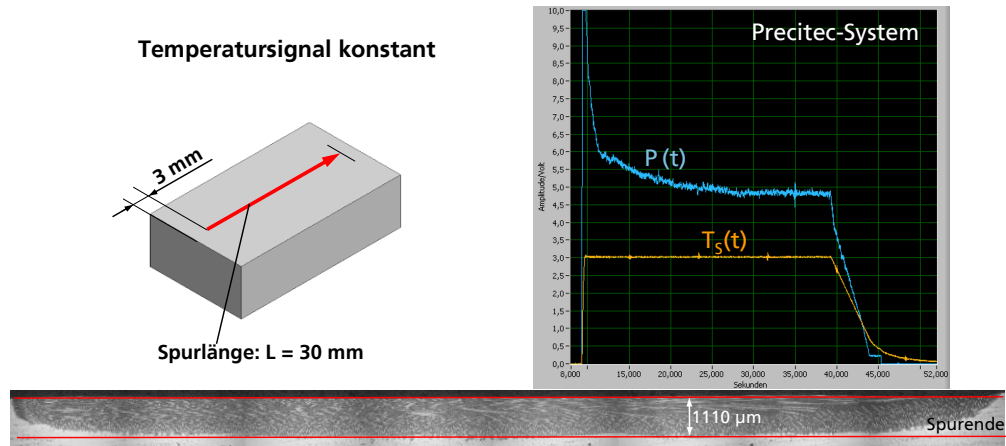 Temperatursignal konstant
3 mm
Spurlänge: L = 30 mm
Precitec-System
Amplitude/Volt
10,0
9,5
9,0
8,5
8,0
7,5
7,0
6,5
6,0
5,5
5,0
4,5
4,0
3,5
3,0
2,5
2,0
1,5
1,0
0,5
0,0
P (t)
T_S(t)
8,000 15,000 20,000 25,000 30,000 35,000 40,000 45,000 52,000
Sekunden
1110 µm
Spurende